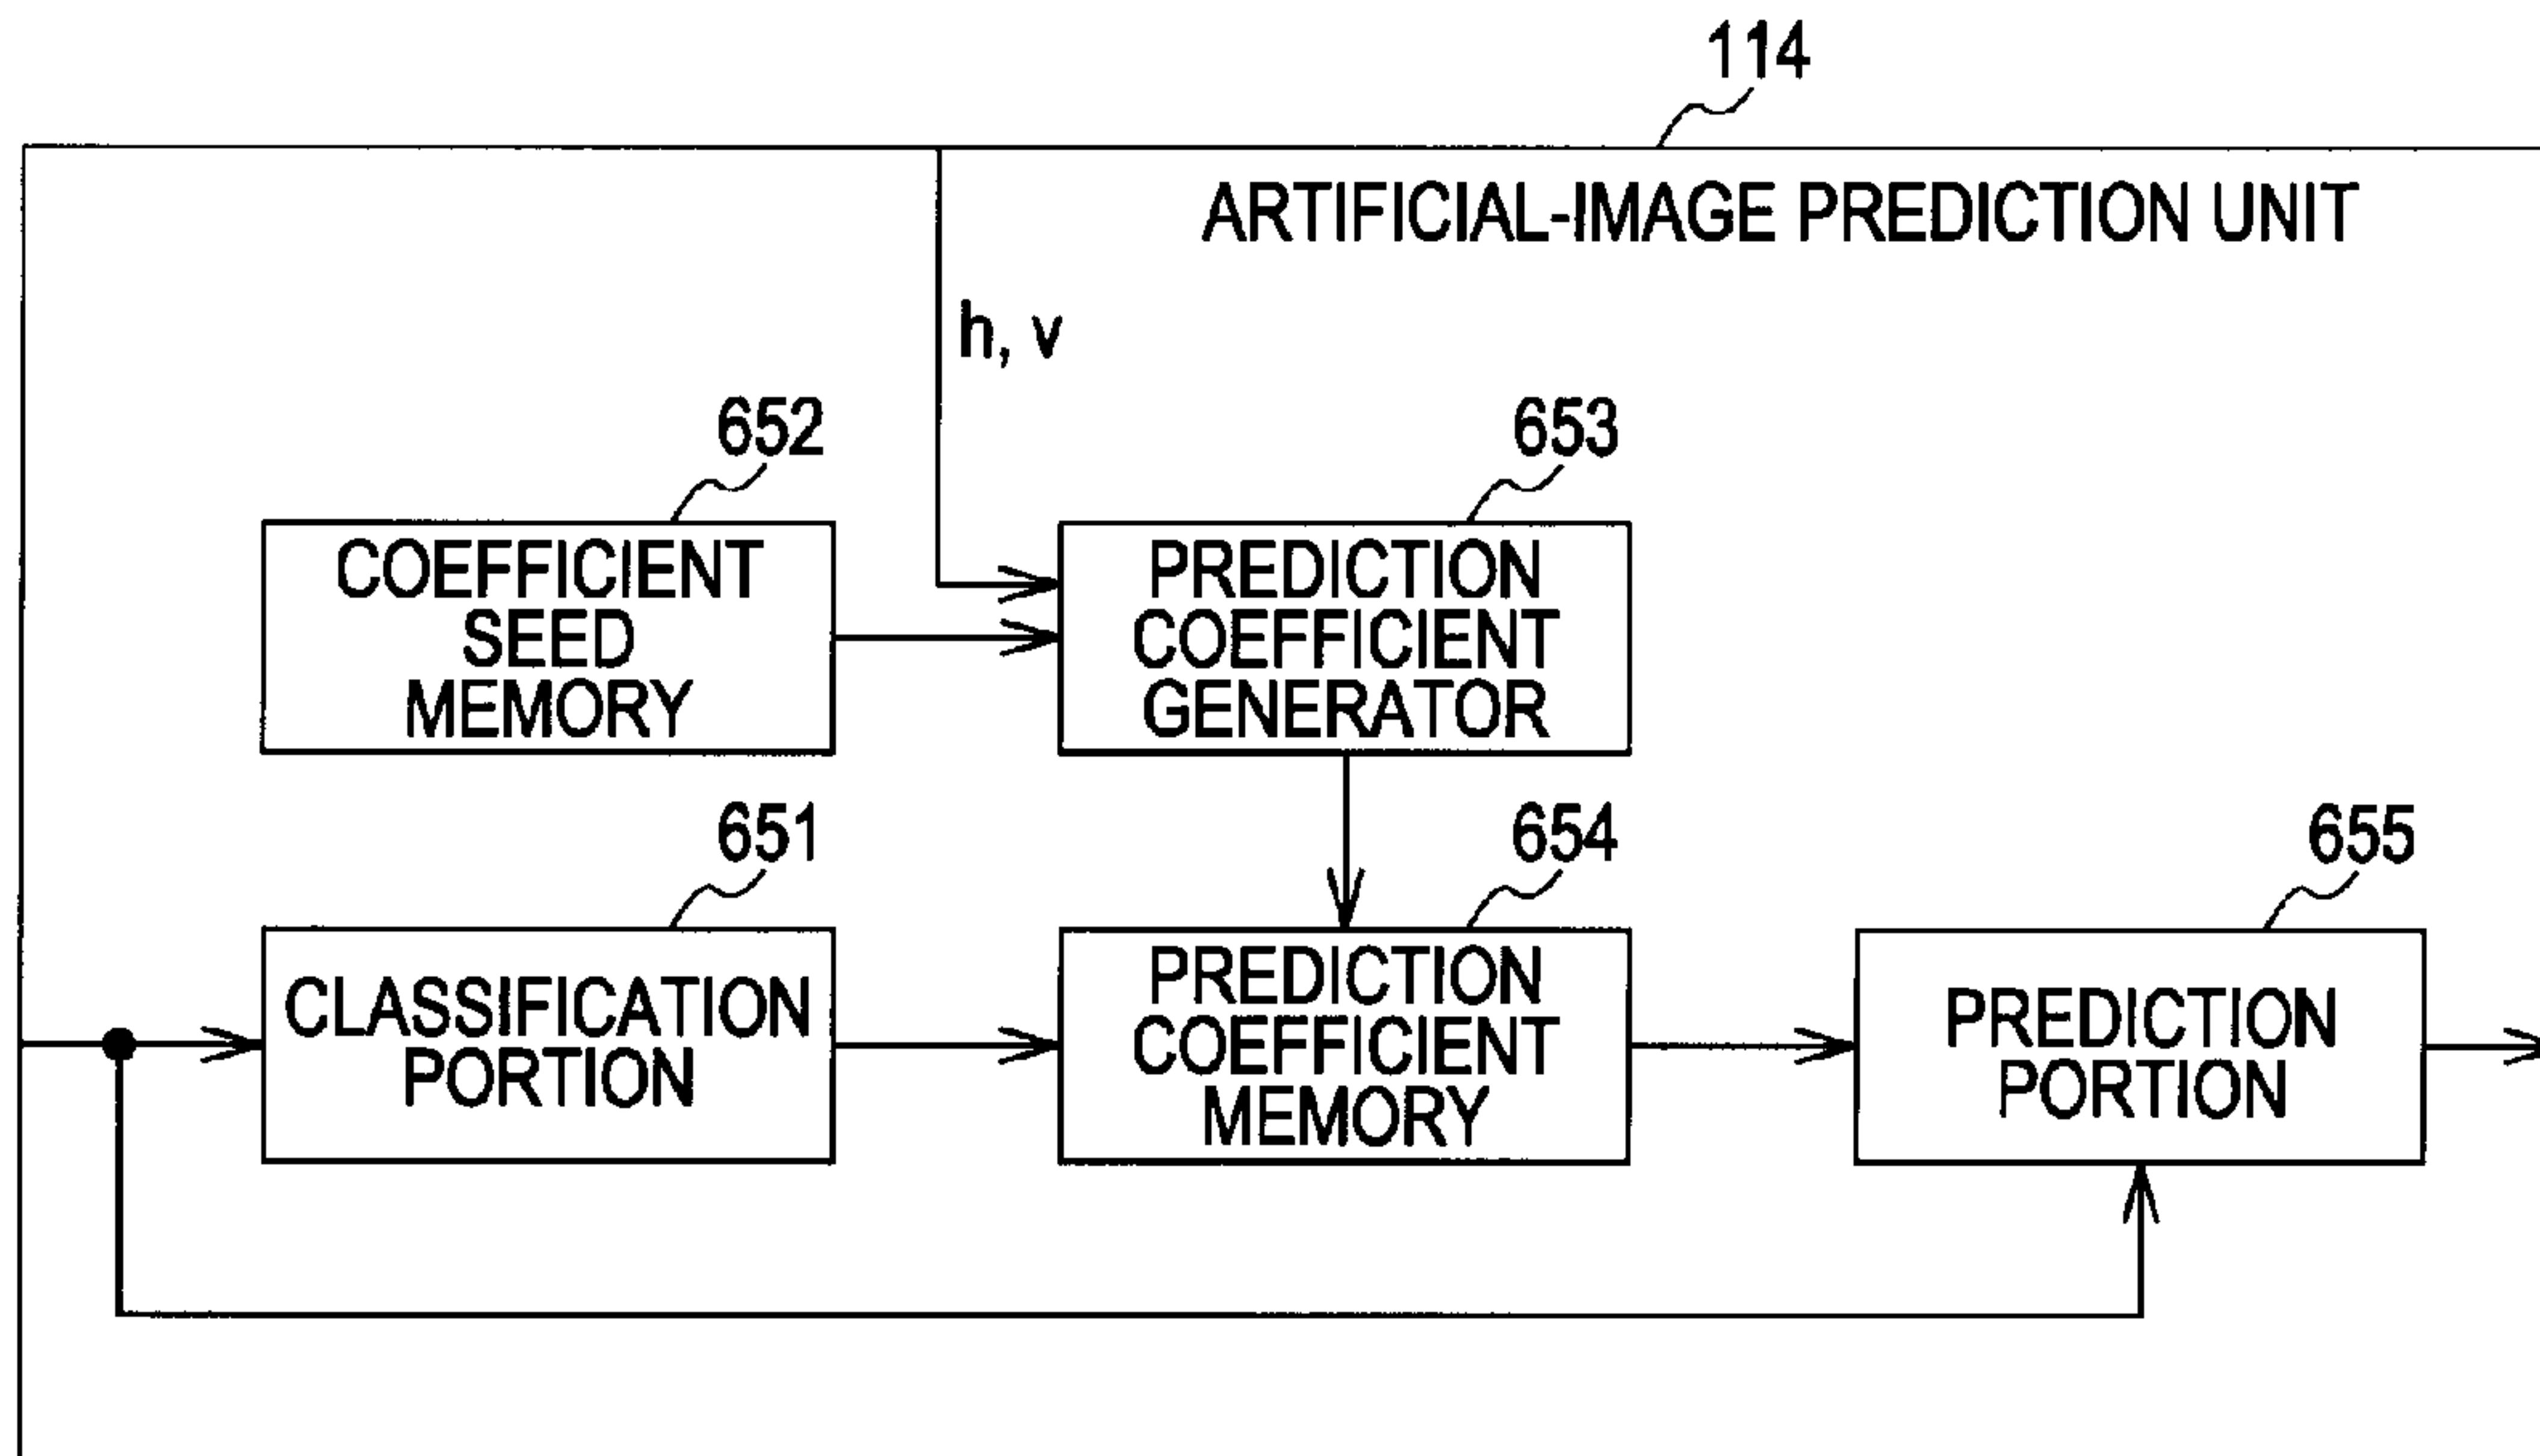 114
ARTIFICIAL-IMAGE PREDICTION UNIT
h, v
652
COEFFICIENT
SEED
MEMORY
653
PREDICTION
COEFFICIENT
GENERATOR
651
CLASSIFICATION
PORTION
654
PREDICTION
COEFFICIENT
MEMORY
655
PREDICTION
PORTION